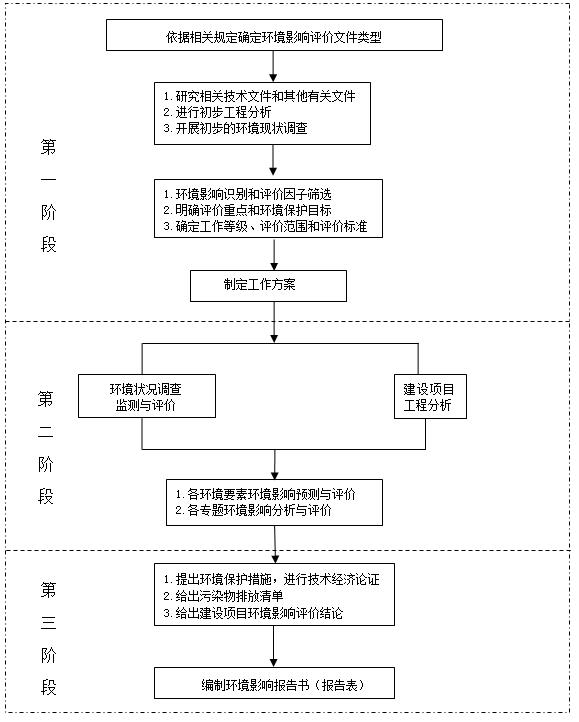 依据相关规定确定环境影响评价文件类型
1.研究相关技术文件和其他有关文件
2.进行初步工程分析
3.开展初步的环境现状调查
第一阶段
1.环境影响识别和评价因子筛选
2.明确评价重点和环境保护目标
3.确定工作等级、评价范围和评价标准
制定工作方案
第二阶段
环境状况调查
监测与评价
建设项目
工程分析
1.各环境要素环境影响预测与评价
2.各专题环境影响分析与评价
第三阶段
1.提出环境保护措施，进行技术经济论证
2.给出污染物排放清单
3.给出建设项目环境影响评价结论
编制环境影响报告书（报告表）